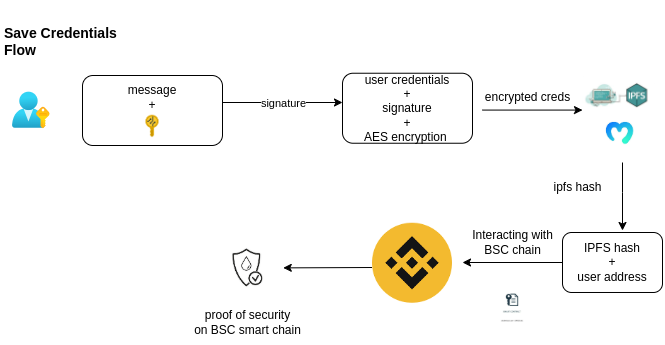 Save Credentials
Flow
message
+
signature
user credentials
+
signature
+
AES encryption
encrypted creds
IPFS
ipfs hash
IPFS hash
+
user address
Interacting with
BSC chain
proof of security
on BSC smart chain